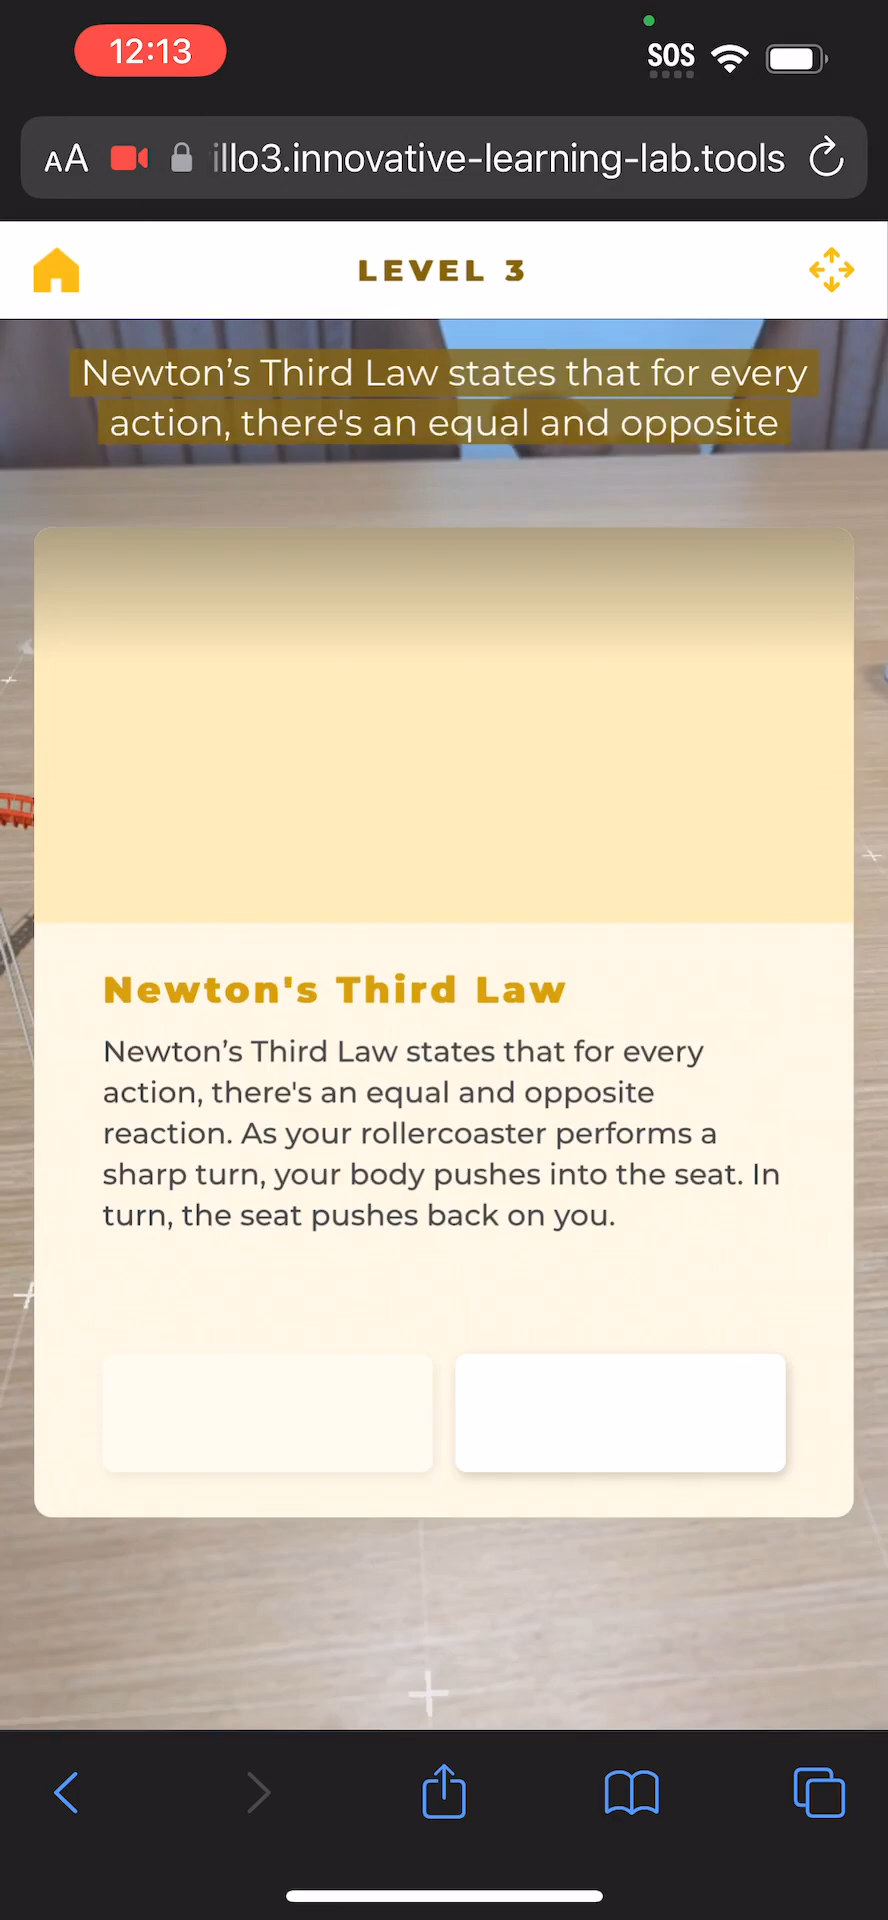 12:13
SOS
AA illo3.innovative-learning-lab.tools
LEVEL 3
Newton’s Third Law states that for every
action, there's an equal and opposite
Newton's Third Law
Newton’s Third Law states that for every
action, there's an equal and opposite
reaction. As your rollercoaster performs a
sharp turn, your body pushes into the seat. In
turn, the seat pushes back on you.